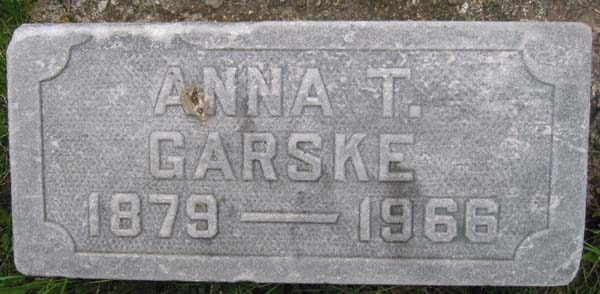 ANNA T.
GARSKE
1879 — 1966